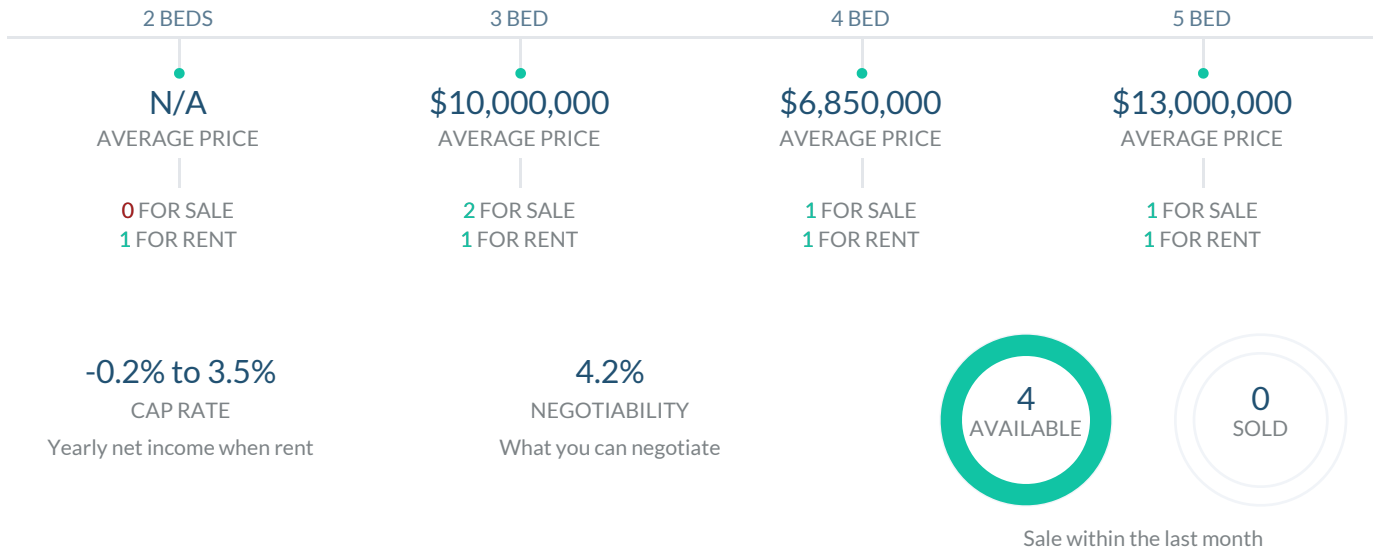 2 BEDS
N/A
AVERAGE PRICE
0 FOR SALE
1 FOR RENT
3 BED
$10,000,000
AVERAGE PRICE
2 FOR SALE
1 FOR RENT
4 BED
$6,850,000
AVERAGE PRICE
1 FOR SALE
1 FOR RENT
5 BED
$13,000,000
AVERAGE PRICE
1 FOR SALE
1 FOR RENT
-0.2% to 3.5%
CAP RATE
Yearly net income when rent
4.2%
NEGOTIABILITY
What you can negotiate
4
AVAILABLE
0
SOLD
Sale within the last month